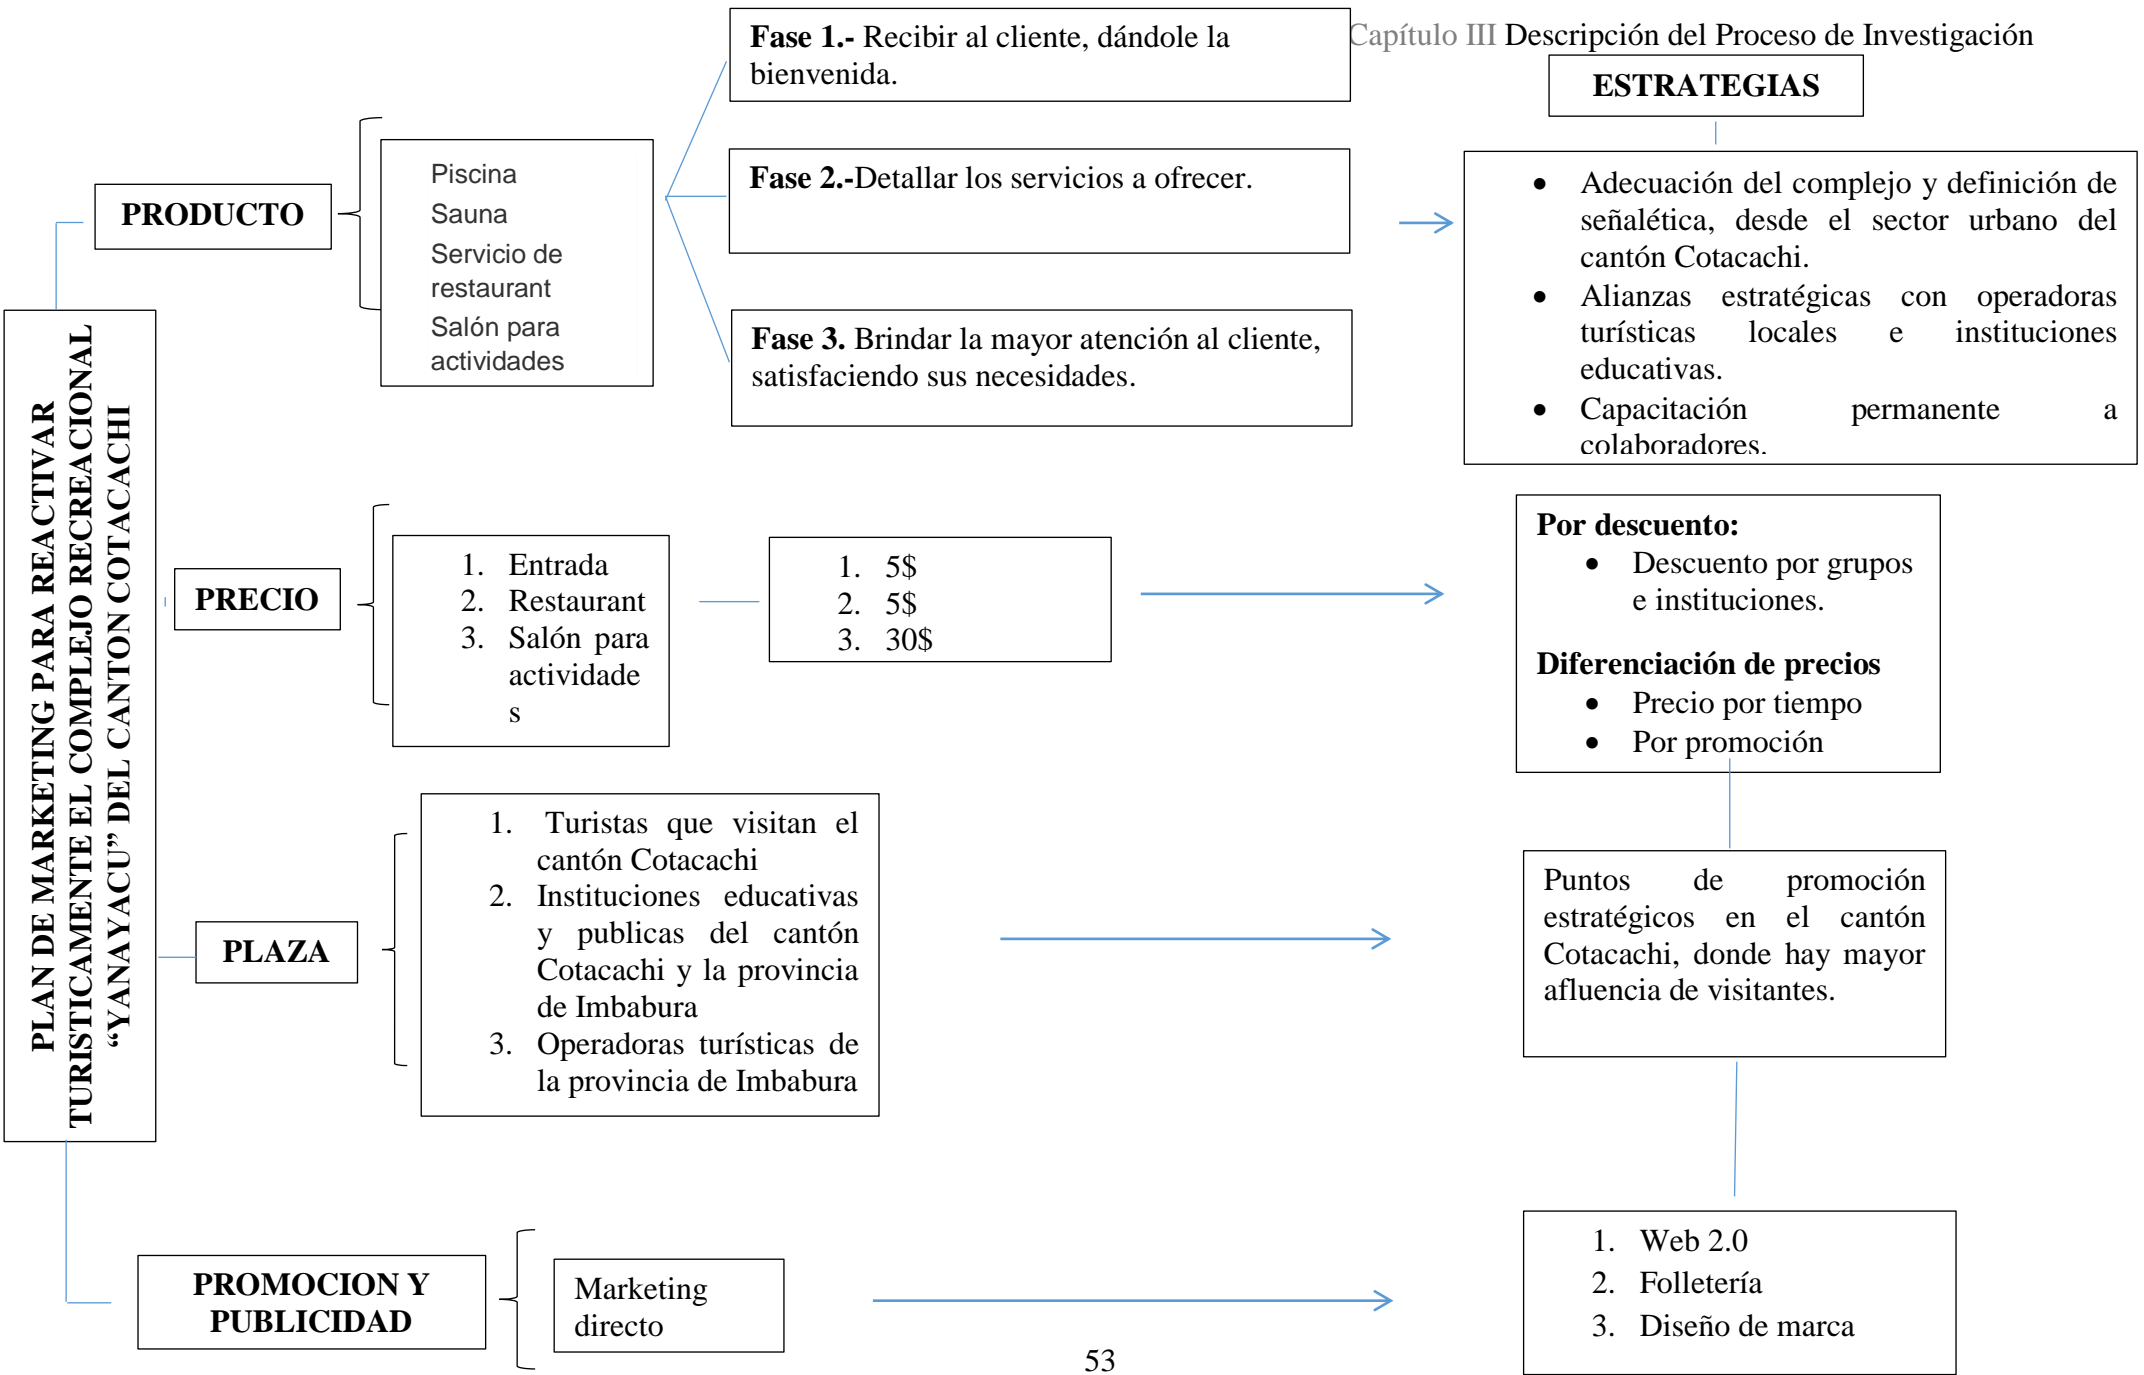 Capítulo III Descripción del Proceso de Investigación
PLAN DE MARKETING PARA REACTIVAR
TURISTICAMENTE EL COMPLEJO RECREACIONAL
“YANAYACU” DEL CANTON COTACACHI
PRODUCTO
Piscina
Sauna
Servicio de
restaurant
Salón para
actividades
Fase 1.- Recibir al cliente, dándole la
bienvenida.
Fase 2.-Detallar los servicios a ofrecer.
Fase 3. Brindar la mayor atención al cliente,
satisfaciendo sus necesidades.
ESTRATEGIAS
• Adecuación del complejo y definición de
señalética, desde el sector urbano del
cantón Cotacachi.
• Alianzas estratégicas con operadoras
turísticas locales e instituciones
educativas.
• Capacitación permanente a
colaboradores.
PRECIO
1. Entrada
2. Restaurant
3. Salón para
actividade
s
1. 5$
2. 5$
3. 30$
Por descuento:
• Descuento por grupos
e instituciones.
Diferenciación de precios
• Precio por tiempo
• Por promoción
PLAZA
1. Turistas que visitan el
cantón Cotacachi
2. Instituciones educativas
y publicas del cantón
Cotacachi y la provincia
de Imbabura
3. Operadoras turísticas de
la provincia de Imbabura
Puntos de promoción
estratégicos en el cantón
Cotacachi, donde hay mayor
afluencia de visitantes.
PROMOCION Y
PUBLICIDAD
Marketing
directo
1. Web 2.0
2. Folletería
3. Diseño de marca
53